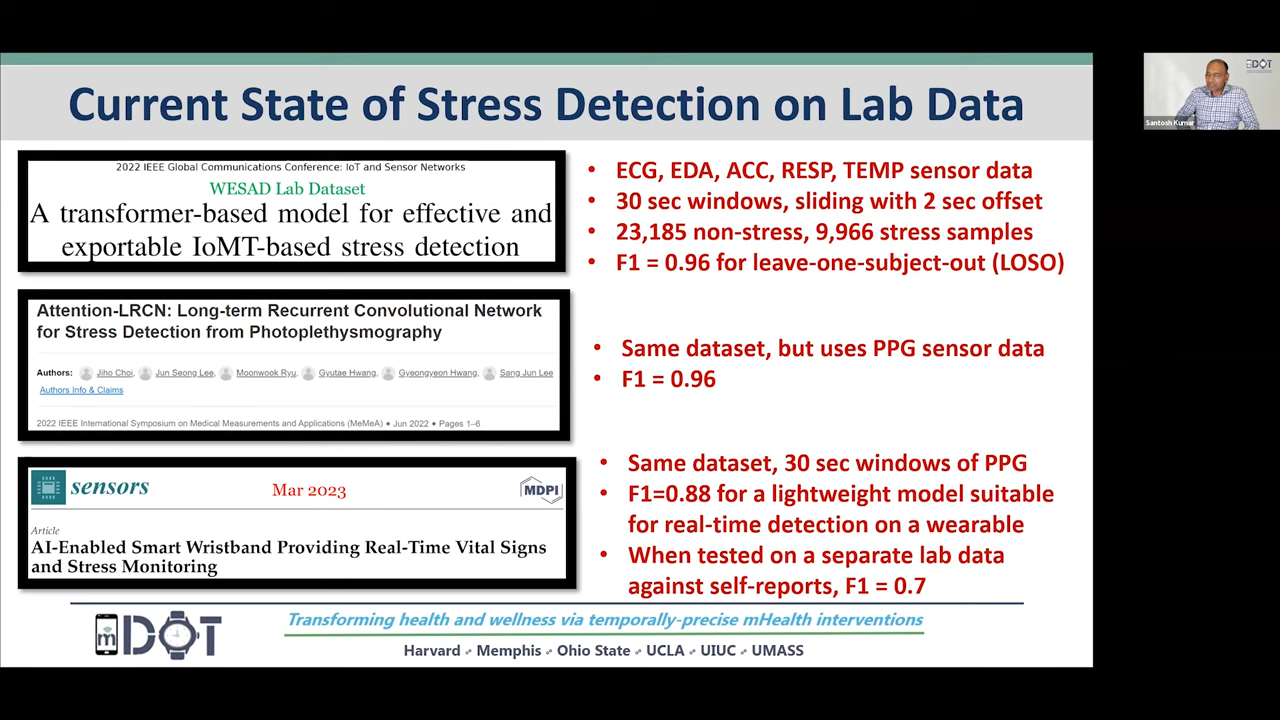 Current State of Stress Detection on Lab Data
2022 IEEE Global Communications Conference: IoT and Sensor Networks
WESAD Lab Dataset
A transformer-based model for effective and
exportable IoMT-based stress detection
• ECG, EDA, ACC, RESP, TEMP sensor data
• 30 sec windows, sliding with 2 sec offset
• 23,185 non-stress, 9,966 stress samples
• F1 = 0.96 for leave-one-subject-out (LOSO)
Attention-LRCN: Long-term Recurrent Convolutional Network
for Stress Detection from Photoplethysmography
Authors: Jiho Choi, Jun Seong Lee, Moonwook Ryu, Gyutae Hwang, Gyeongyeon Hwang, Sang Jun Lee
Authors Info & Claims
2022 IEEE International Symposium on Medical Measurements and Applications (MeMeA) • Jun 2022 • Pages 1–6
• Same dataset, but uses PPG sensor data
• F1 = 0.96
sensors
Mar 2023
MDPI
Article
AI-Enabled Smart Wristband Providing Real-Time Vital Signs
and Stress Monitoring
• Same dataset, 30 sec windows of PPG
• F1=0.88 for a lightweight model suitable
for real-time detection on a wearable
• When tested on a separate lab data
against self-reports, F1 = 0.7
mDOT
Transforming health and wellness via temporally-precise mHealth interventions
Harvard Memphis Ohio State UCLA UIUC UMASS
mDOT
Santosh Kumar